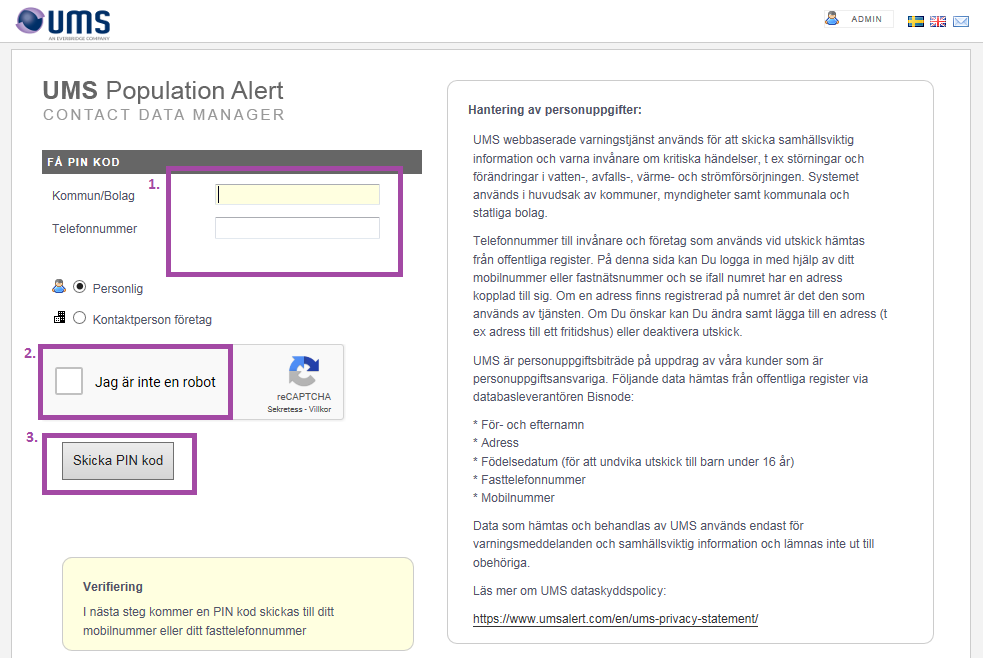 UMS
AN EVERBRIDGE COMPANY
ADMIN
UMS Population Alert
CONTACT DATA MANAGER
FÅ PIN KOD
1.
Kommun/Bolag
Telefonnummer
Personlig
Kontaktperson företag
2.
Jag är inte en robot
reCAPTCHA
Sekretess - Villkor
3.
Skicka PIN kod
Verifiering
I nästa steg kommer en PIN kod skickas till ditt
mobilnummer eller ditt fasttelefonnummer
Hantering av personuppgifter:
UMS webbaserade varningstjänst används för att skicka samhällsviktig
information och varna invånare om kritiska händelser, t ex störningar och
förändringar i vatten-, avfalls-, värme- och strömförsörjningen. Systemet
används i huvudsak av kommuner, myndigheter samt kommunala och
statliga bolag.
Telefonnummer till invånare och företag som används vid utskick hämtas
från offentliga register. På denna sida kan Du logga in med hjälp av ditt
mobilnummer eller fastnätsnummer och se ifall numret har en adress
kopplad till sig. Om en adress finns registrerad på numret är det den som
används av tjänsten. Om Du önskar kan Du ändra samt lägga till en adress (t
ex adress till ett fritidshus) eller deaktivera utskick.
UMS är personuppgiftsbiträde på uppdrag av våra kunder som är
personuppgiftsansvariga. Följande data hämtas från offentliga register via
databasleverantören Bisnode:
* För- och efternamn
* Adress
* Födelsedatum (för att undvika utskick till barn under 16 år)
* Fasttelefonnummer
* Mobilnummer
Data som hämtas och behandlas av UMS används endast för
varningsmeddelanden och samhällsviktig information och lämnas inte ut till
obehöriga.
Läs mer om UMS dataskyddspolicy:
https://www.umsalert.com/en/ums-privacy-statement/